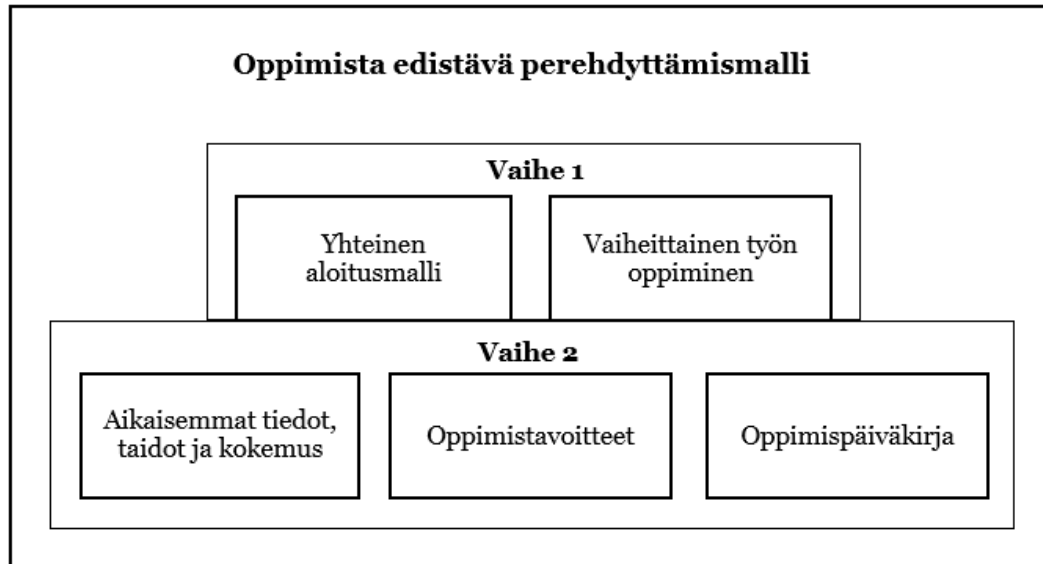 Oppimista edistävä perehdyttämismalli
Vaihe 1
Yhteinen
aloitusmalli
Vaiheittainen työn
oppiminen
Vaihe 2
Aikaisemmat tiedot,
taidot ja kokemus
Oppimistavoitteet
Oppimispäiväkirja